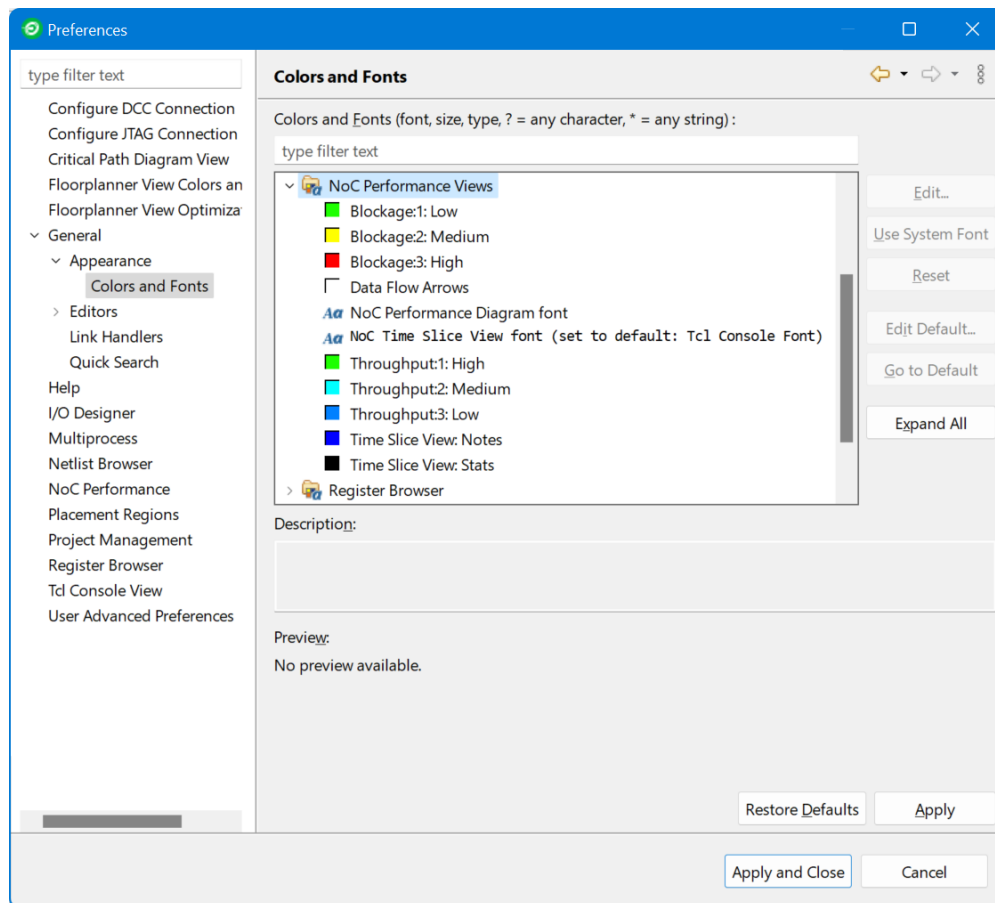 Preferences
type filter text
Configure DCC Connection
Configure JTAG Connection
Critical Path Diagram View
Floorplanner View Colors an
Floorplanner View Optimiza
General
Appearance
Colors and Fonts
Editors
Link Handlers
Quick Search
Help
I/O Designer
Multiprocess
Netlist Browser
NoC Performance
Placement Regions
Project Management
Register Browser
Tcl Console View
User Advanced Preferences
Colors and Fonts
Colors and Fonts (font, size, type, ? = any character, * = any string) :
type filter text
NoC Performance Views
Blockage:1: Low
Blockage:2: Medium
Blockage:3: High
Data Flow Arrows
Aa NoC Performance Diagram font
Aa NoC Time Slice View font (set to default: Tcl Console Font)
Throughput:1: High
Throughput:2: Medium
Throughput:3: Low
Time Slice View: Notes
Time Slice View: Stats
Register Browser
Edit...
Use System Font
Reset
Edit Default...
Go to Default
Expand All
Description:
Preview:
No preview available.
Restore Defaults
Apply
Apply and Close
Cancel